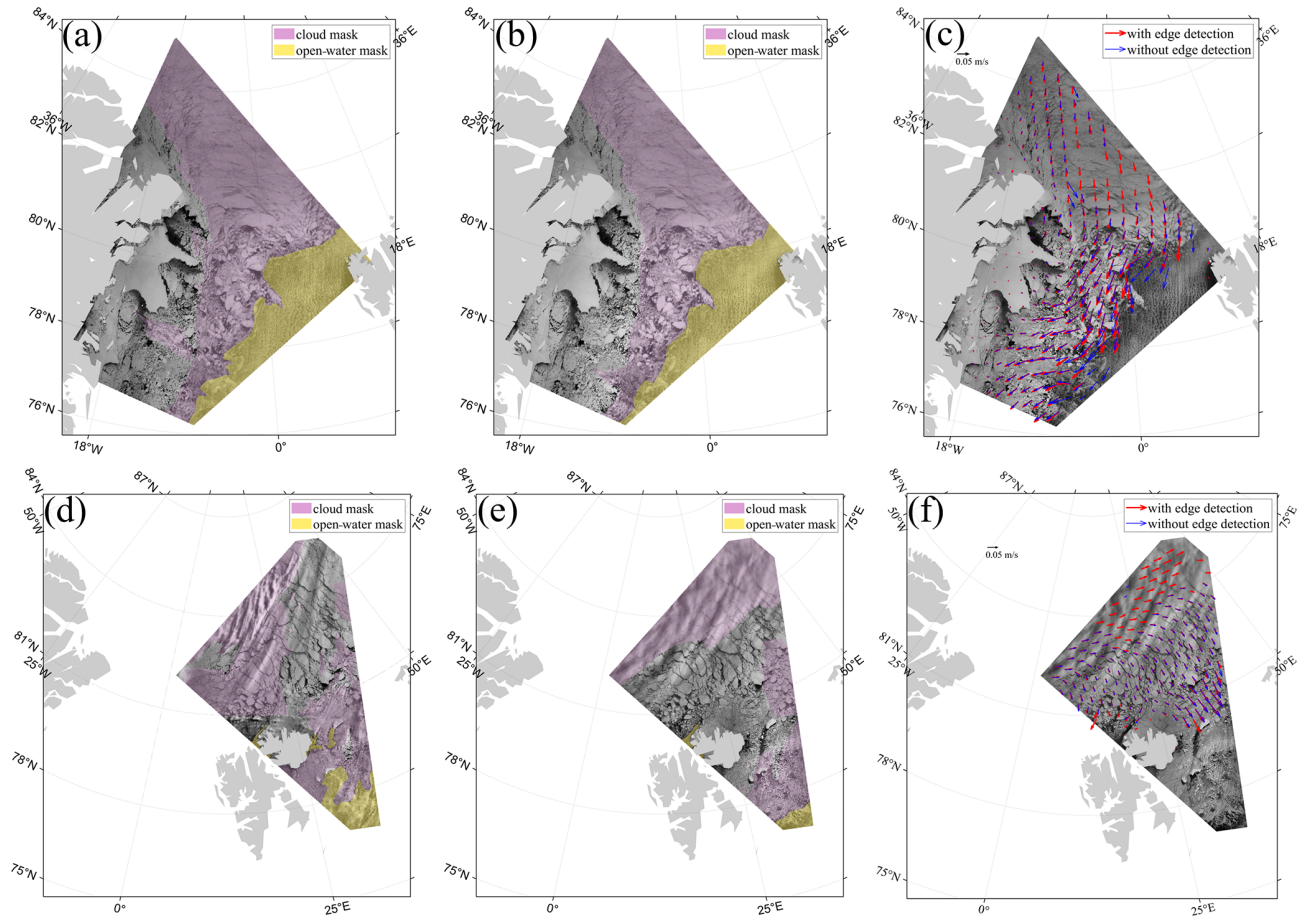 (a)
cloud mask
open-water mask
84°N
36°E
36°W
82°N
80°N
18°E
78°N
76°N
18°W
0°
(b)
cloud mask
open-water mask
84°N
36°E
36°W
82°N
80°N
18°E
78°N
76°N
18°W
0°
(c)
with edge detection
without edge detection
0.05 m/s
84°N
36°E
36°W
82°N
80°N
18°E
78°N
76°N
18°W
0°
(d)
cloud mask
open-water mask
87°N
84°N
50°W
75°E
81°N
25°W
50°E
78°N
75°N
0°
25°E
(e)
cloud mask
open-water mask
87°N
84°N
50°W
75°E
81°N
25°W
50°E
78°N
75°N
0°
25°E
(f)
with edge detection
without edge detection
0.05 m/s
87°N
84°N
50°W
75°E
81°N
25°W
50°E
78°N
75°N
0°
25°E